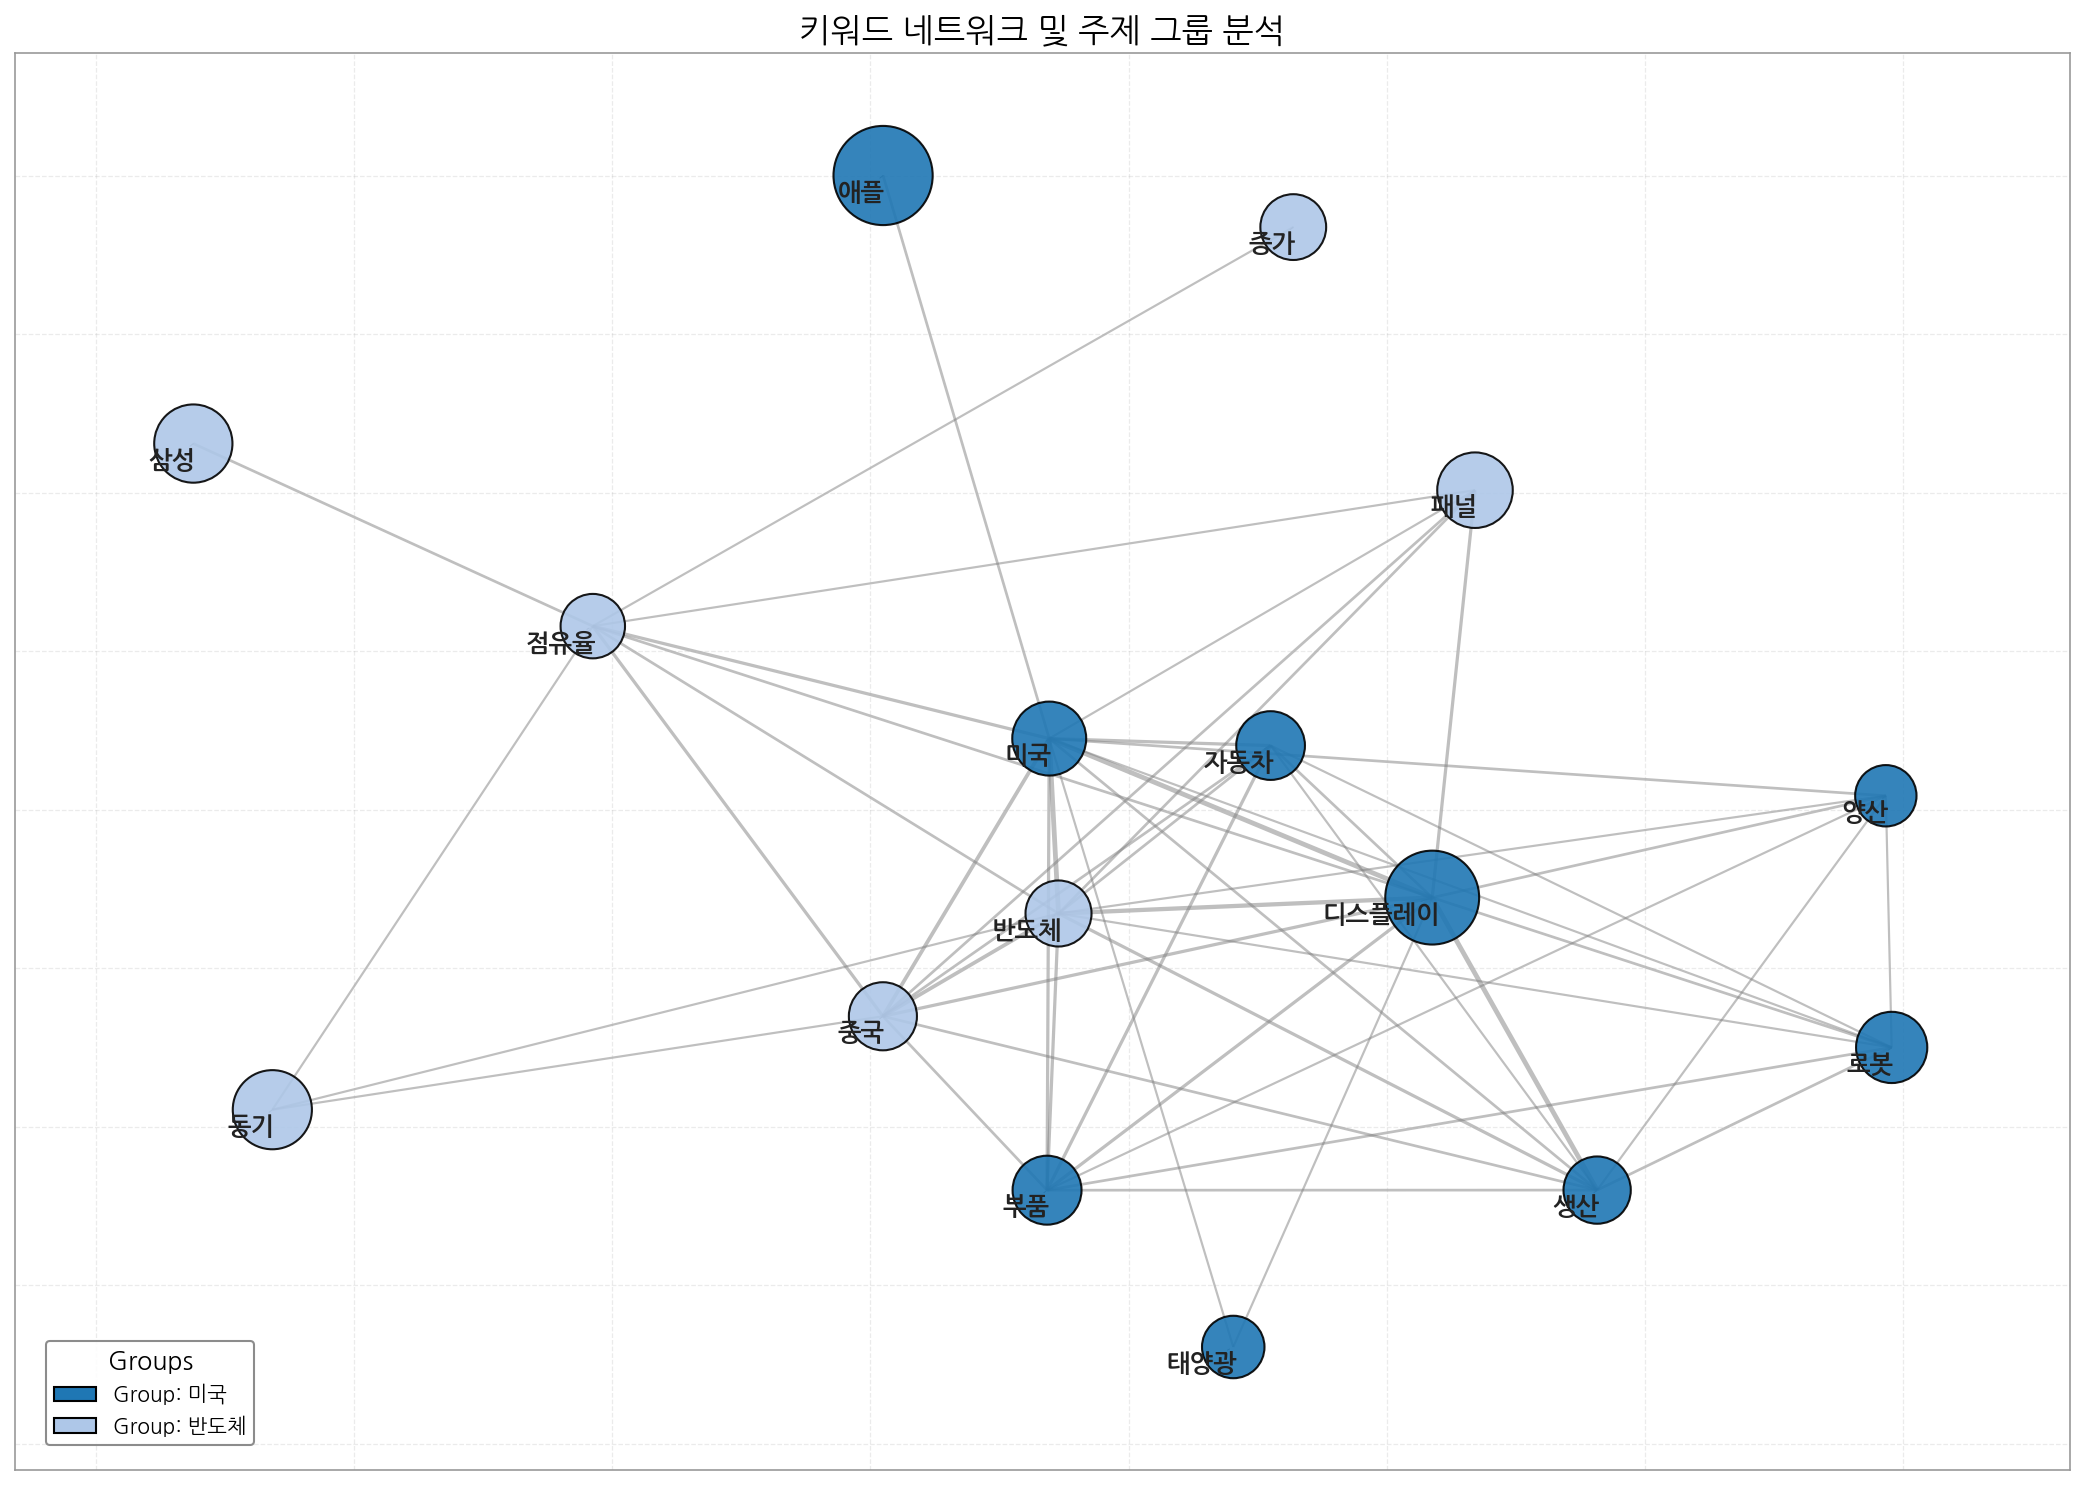 키워드 네트워크 및 주제 그룹 분석
애플
증가
삼성
패널
점유율
미국
자동차
양산
디스플레이
반도체
중국
로봇
동기
부품
생산
태양광
Groups
Group: 미국
Group: 반도체